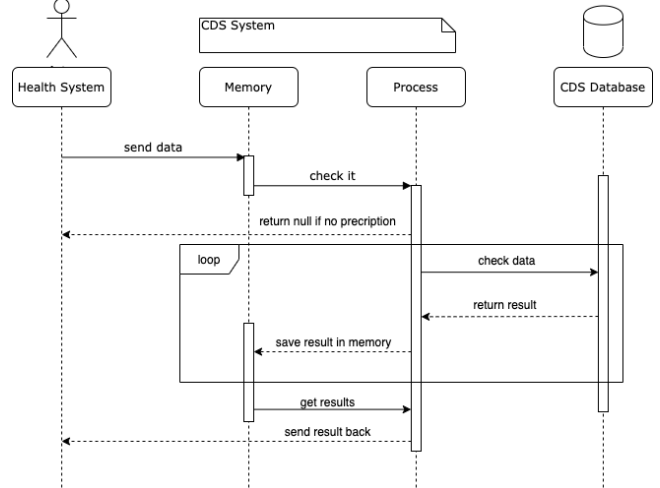 CDS System
Health System
Memory
Process
CDS Database
send data
check it
return null if no precription
loop
check data
return result
save result in memory
get results
send result back